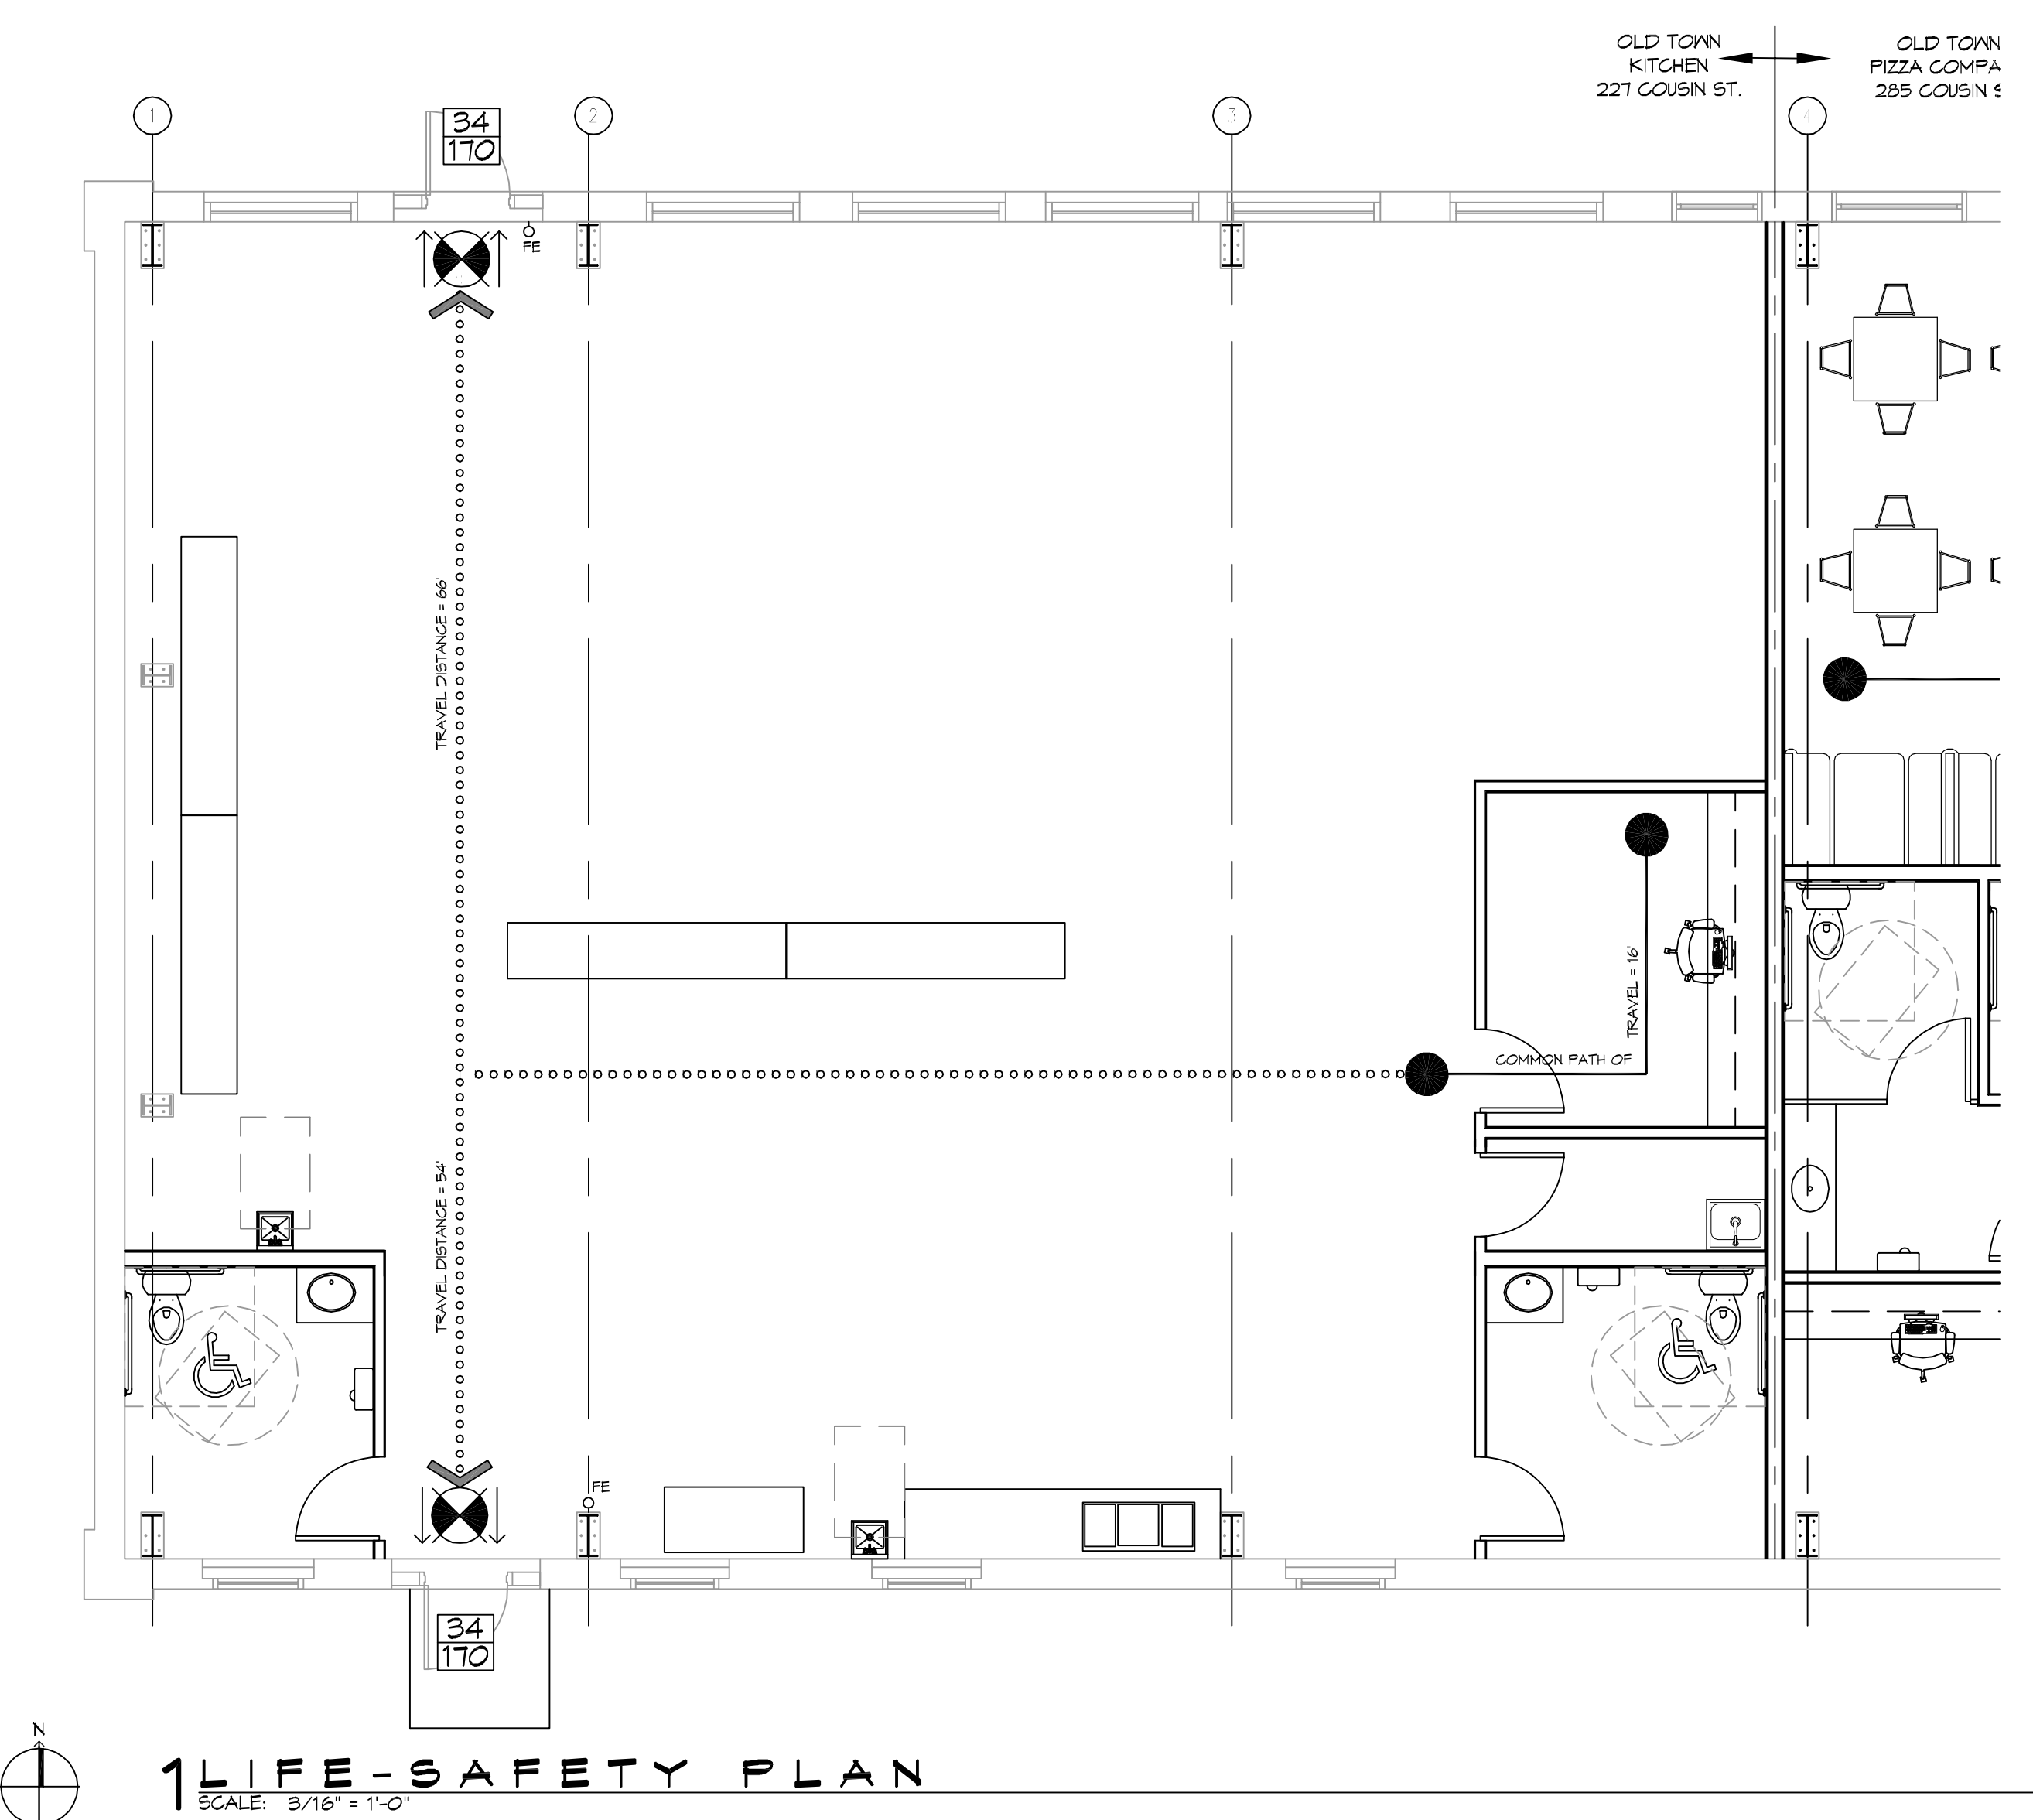 OLD TOWN
KITCHEN
227 COUSIN ST.
OLD TOWN
PIZZA COMPA
285 COUSIN S
1
2
3
4
34
170
FE
TRAVEL DISTANCE = 66'
TRAVEL = 16'
COMMON PATH OF
TRAVEL DISTANCE = 54'
FE
34
170
N
1 LIFE-SAFETY PLAN
SCALE: 3/16" = 1'-0"